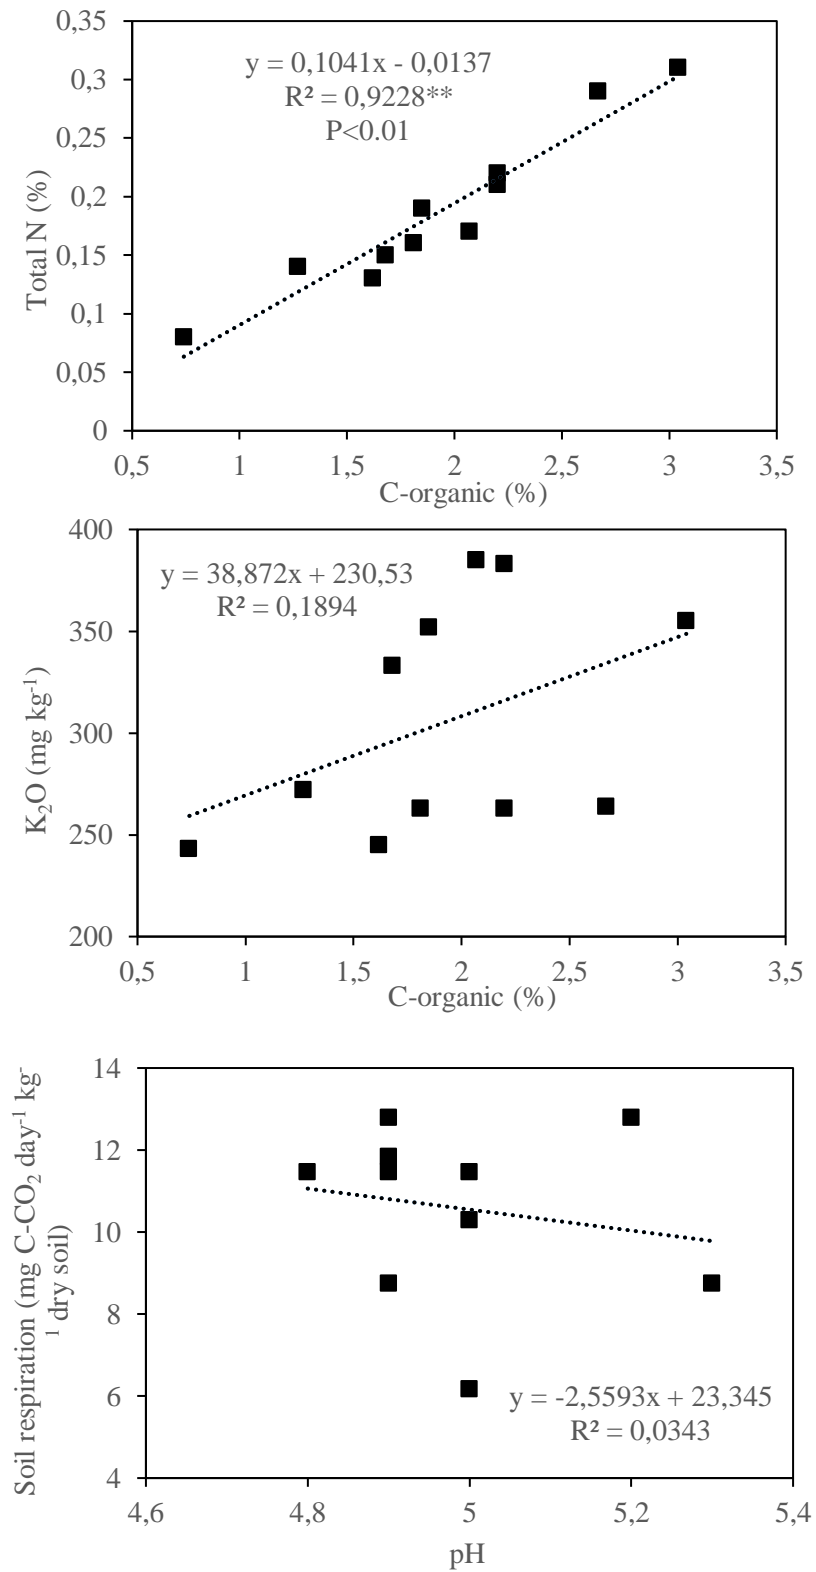 0,35
0,3
0,25
0,2
0,15
0,1
0,05
0
Total N (%)
y = 0,1041x - 0,0137
R² = 0,9228**
P<0.01
0,5 1 1,5 2 2,5 3 3,5
C-organic (%)
400
350
300
250
200
K₂O (mg kg⁻¹)
y = 38,872x + 230,53
R² = 0,1894
0,5 1 1,5 2 2,5 3 3,5
C-organic (%)
14
12
10
8
6
4
Soil respiration (mg C-CO₂ day⁻¹ kg⁻
¹ dry soil)
y = -2,5593x + 23,345
R² = 0,0343
4,6 4,8 5 5,2 5,4
pH